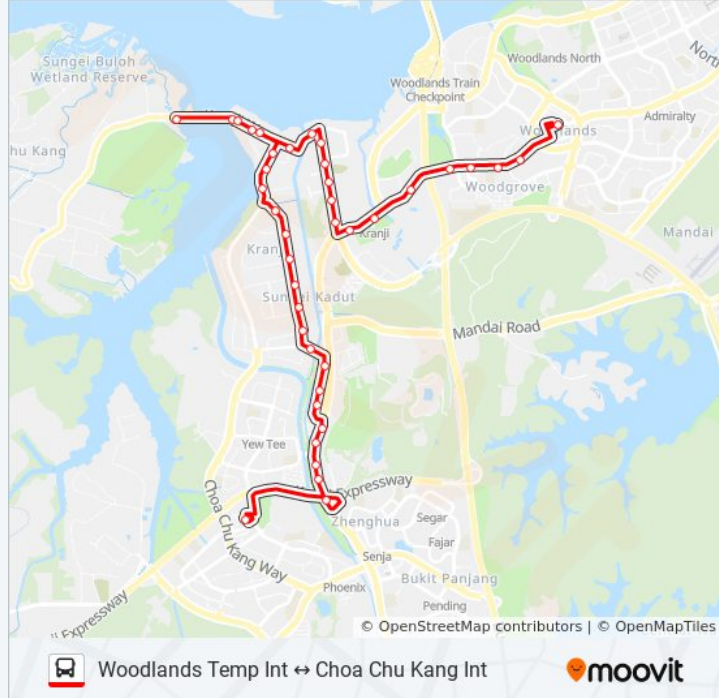 Sungei Buloh
Wetland Reserve
Woodlands North
North
Woodlands Train
Checkpoint
Admiralty
Woodlands
hu Kang
Woodgrove
Kranji
Mandai
Kranj
Sungei Kadut
Mandai Road
Yew Tee
Expressway
Choa Chu Kang Way
Zhenghua
Segar
Fajar
Senja
Bukit Panjang
Phoenix
Pending
l Expressway
© OpenStreetMap contributors | © OpenMapTiles
Woodlands Temp Int ↔ Choa Chu Kang Int
moovit